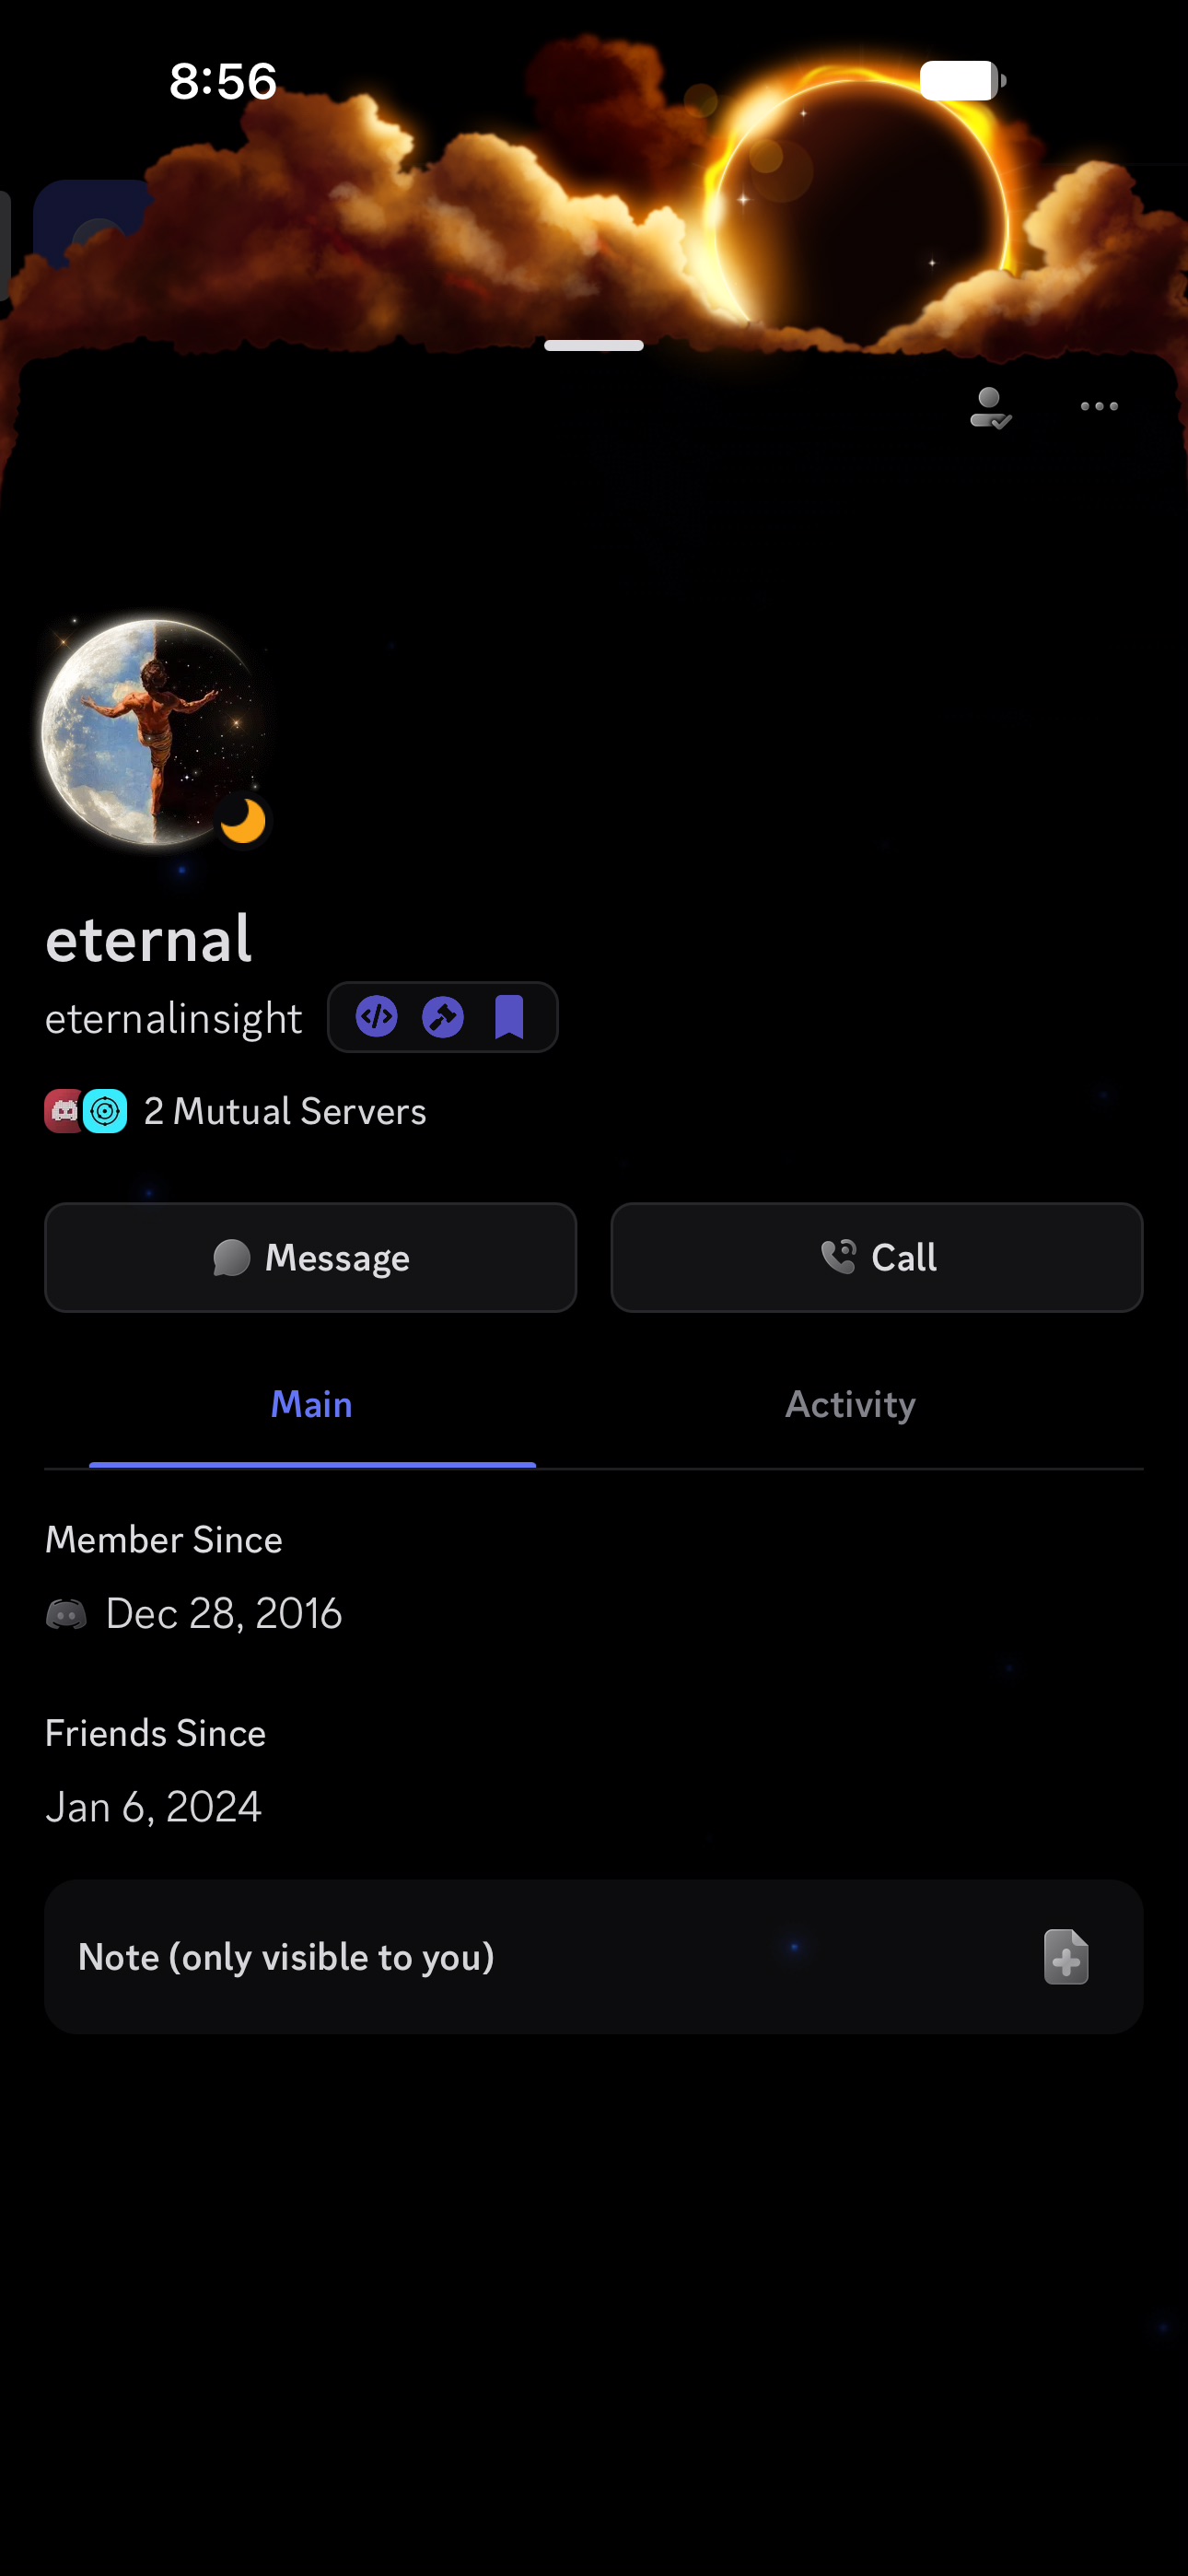 8:56
eternal
eternalinsight
2 Mutual Servers
Message
Call
Main
Activity
Member Since
Dec 28, 2016
Friends Since
Jan 6, 2024
Note (only visible to you)